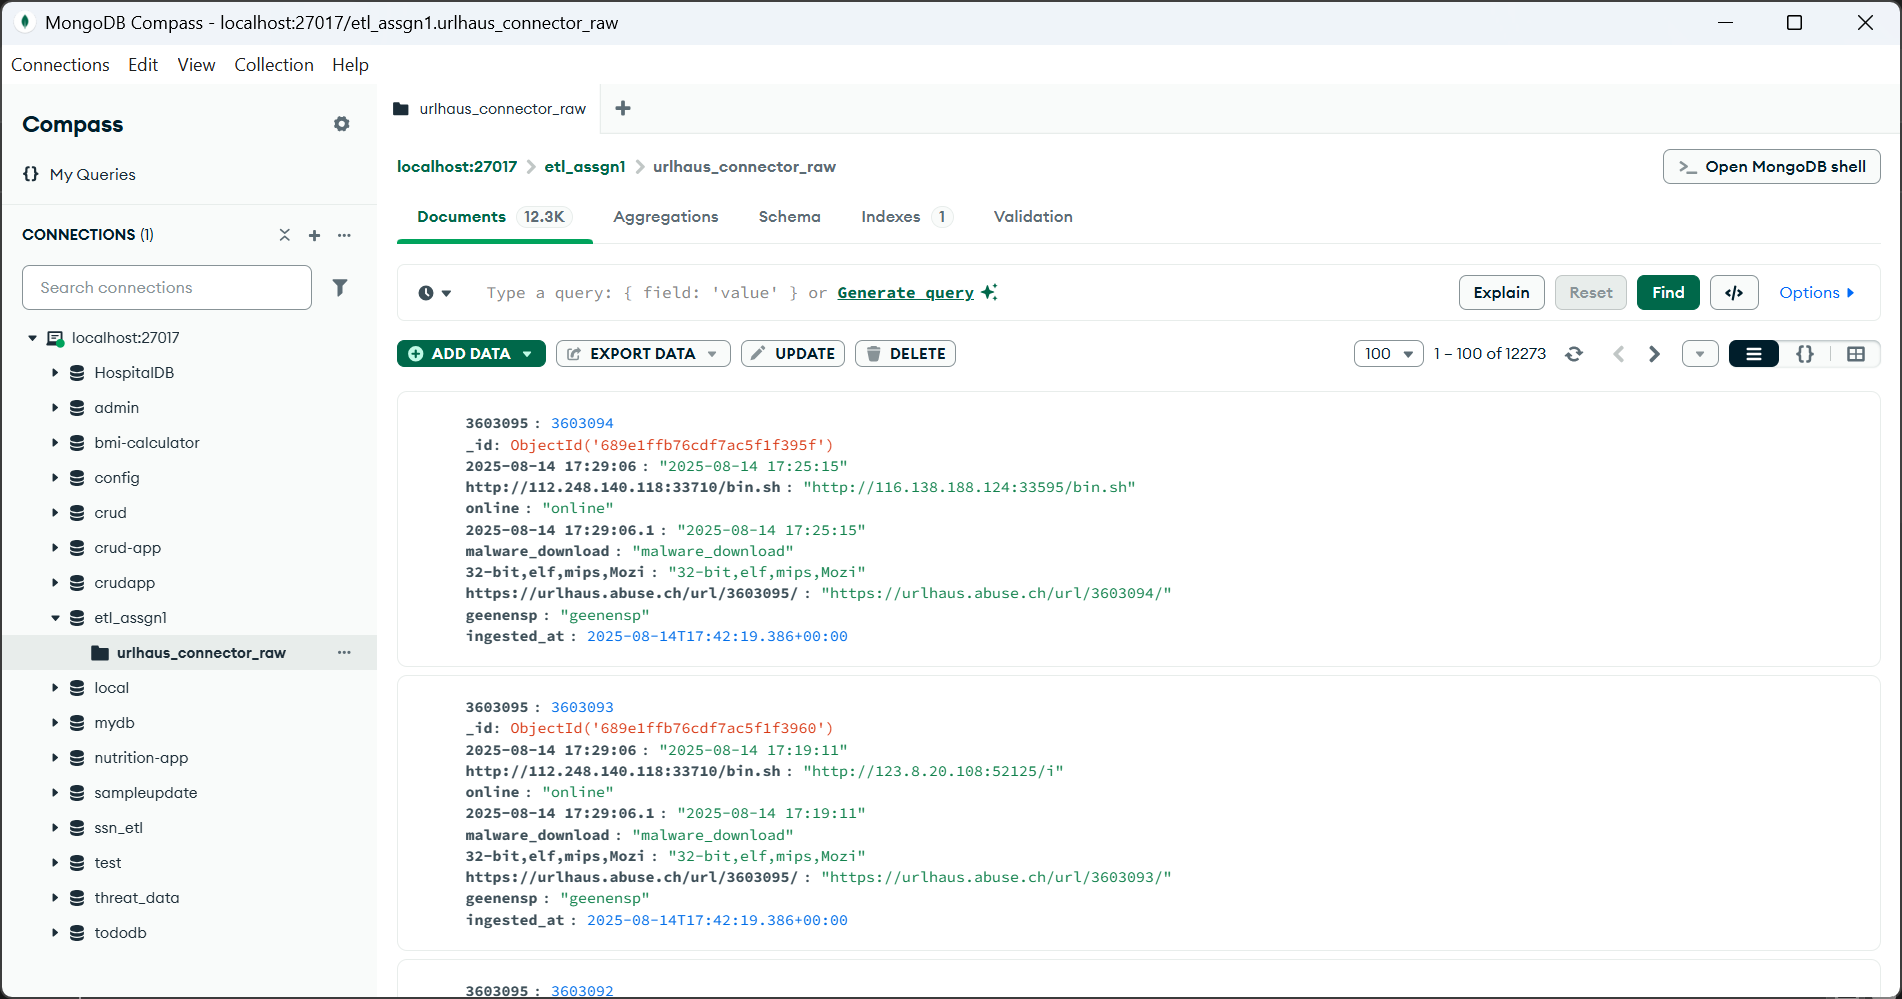 MongoDB Compass - localhost:27017/etl_assgn1.urlhaus_connector_raw
Connections Edit View Collection Help
Compass
{} My Queries
CONNECTIONS (1)
Search connections
localhost:27017
HospitalDB
admin
bmi-calculator
config
crud
crud-app
crudapp
etl_assgn1
urlhaus_connector_raw
local
mydb
nutrition-app
sampleupdate
ssn_etl
test
threat_data
tododb
urlhaus_connector_raw
localhost:27017 > etl_assgn1 > urlhaus_connector_raw
>_ Open MongoDB shell
Documents 12.3K Aggregations Schema Indexes 1 Validation
Type a query: { field: 'value' } or Generate query
Explain Reset Find </> Options
ADD DATA EXPORT DATA UPDATE DELETE
100 1 – 100 of 12273 {}
3603095 : 3603094
_id: ObjectId('689e1ffb76cdf7ac5f1f395f')
2025-08-14 17:29:06 : "2025-08-14 17:25:15"
http://112.248.140.118:33710/bin.sh : "http://116.138.188.124:33595/bin.sh"
online : "online"
2025-08-14 17:29:06.1 : "2025-08-14 17:25:15"
malware_download : "malware_download"
32-bit,elf,mips,Mozi : "32-bit,elf,mips,Mozi"
https://urlhaus.abuse.ch/url/3603095/ : "https://urlhaus.abuse.ch/url/3603094/"
geenensp : "geenensp"
ingested_at : 2025-08-14T17:42:19.386+00:00
3603095 : 3603093
_id: ObjectId('689e1ffb76cdf7ac5f1f3960')
2025-08-14 17:29:06 : "2025-08-14 17:19:11"
http://112.248.140.118:33710/bin.sh : "http://123.8.20.108:52125/i"
online : "online"
2025-08-14 17:29:06.1 : "2025-08-14 17:19:11"
malware_download : "malware_download"
32-bit,elf,mips,Mozi : "32-bit,elf,mips,Mozi"
https://urlhaus.abuse.ch/url/3603095/ : "https://urlhaus.abuse.ch/url/3603093/"
geenensp : "geenensp"
ingested_at : 2025-08-14T17:42:19.386+00:00
3603095 : 3603092